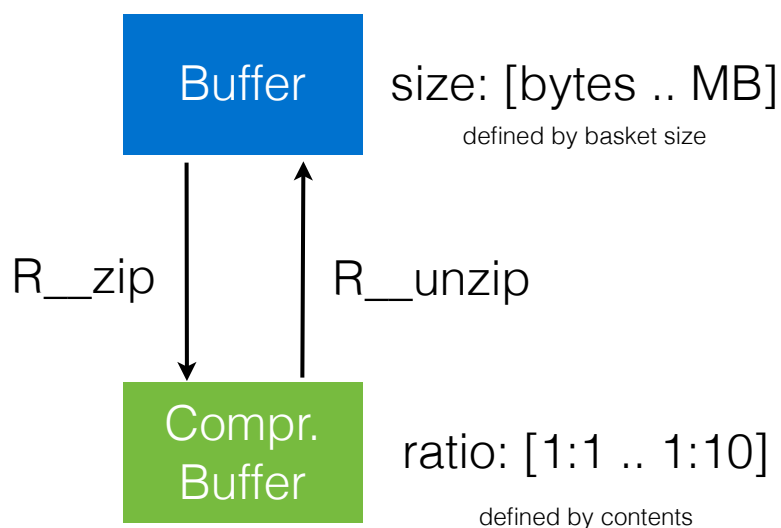 Buffer
size: [bytes .. MB]
defined by basket size
R__zip
R__unzip
Compr.
Buffer
ratio: [1:1 .. 1:10]
defined by contents